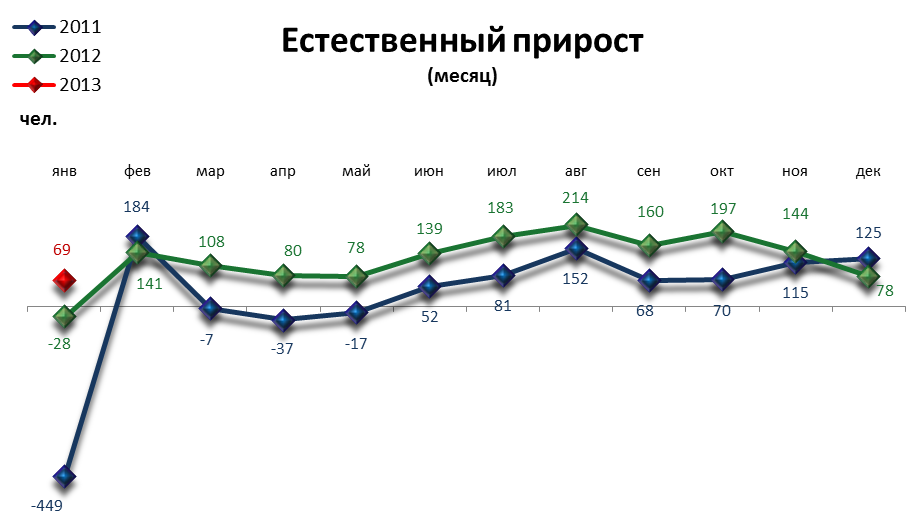 2011
2012
2013
Естественный прирост
(месяц)
чел.
янв фев мар апр май июн июл авг сен окт ноя дек
184 108 80 78 139 183 214 160 197 144 125
69 141 152 115 78
-28 -7 -37 -17 52 81 68 70
-449